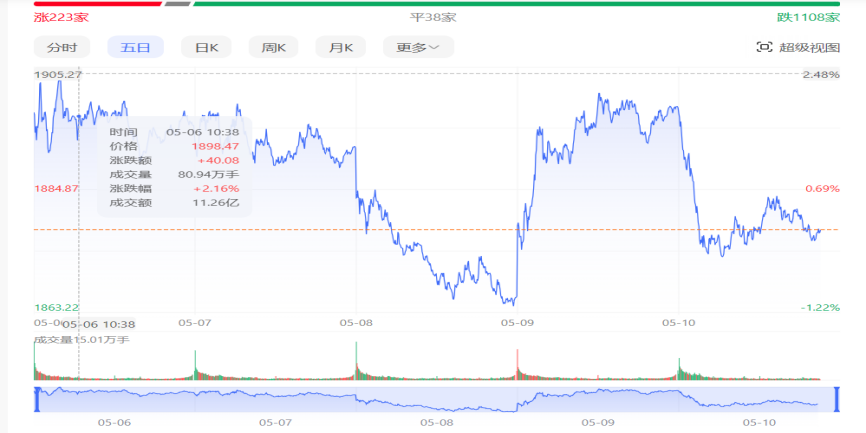 涨223家 平38家 跌1108家
分时 五日 日K 周K 月K 更多 超级视图
1905.27 2.48%
时间 05-06 10:38
价格 1898.47
涨跌额 +40.08
成交量 80.94万手
涨跌幅 +2.16%
成交额 11.26亿
1884.87 0.69%
1863.22 -1.22%
05-06 10:38 05-07 05-08 05-09 05-10
成交量15.01万手
05-06 05-07 05-08 05-09 05-10